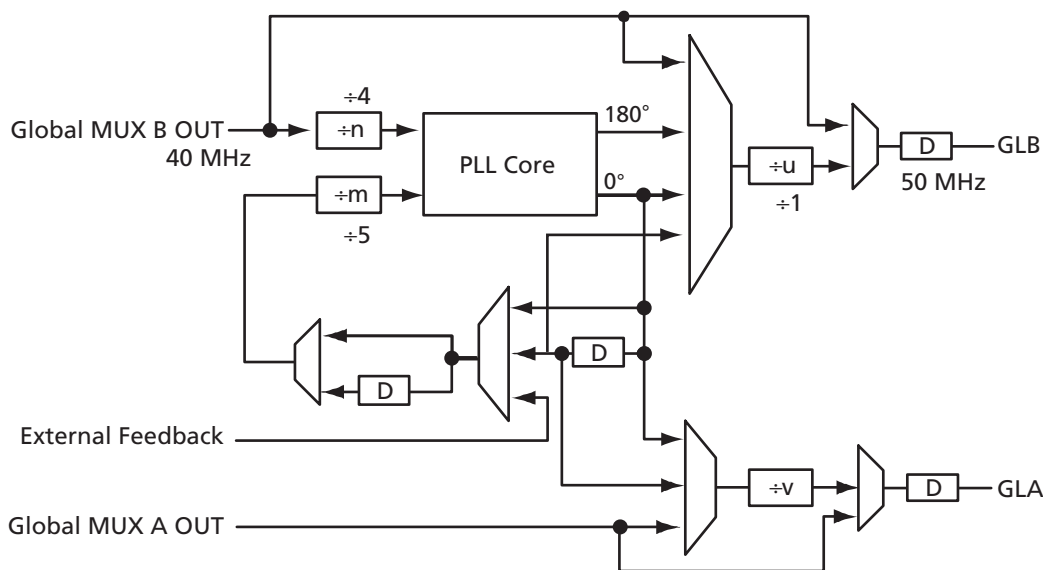 ÷4
÷n
180°
Global MUX B OUT
40 MHz
PLL Core
÷m
÷5
0°
÷u
÷1
D
GLB
50 MHz
D
D
External Feedback
÷v
D
GLA
Global MUX A OUT